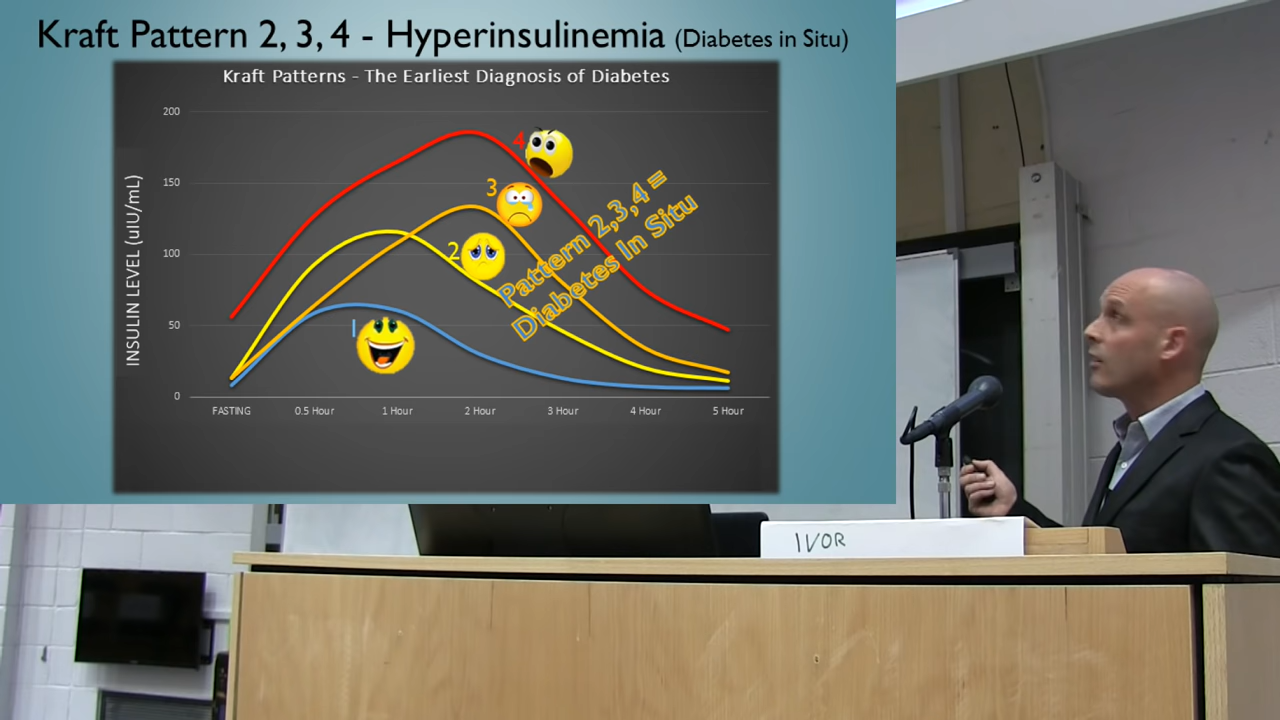 Kraft Pattern 2, 3, 4 - Hyperinsulinemia (Diabetes in Situ)
Kraft Patterns - The Earliest Diagnosis of Diabetes
INSULIN LEVEL (uIU/mL)
200
150
100
50
0
4
3
2
1
Pattern 2,3,4 =
Diabetes In Situ
FASTING 0.5 Hour 1 Hour 2 Hour 3 Hour 4 Hour 5 Hour
IVOR